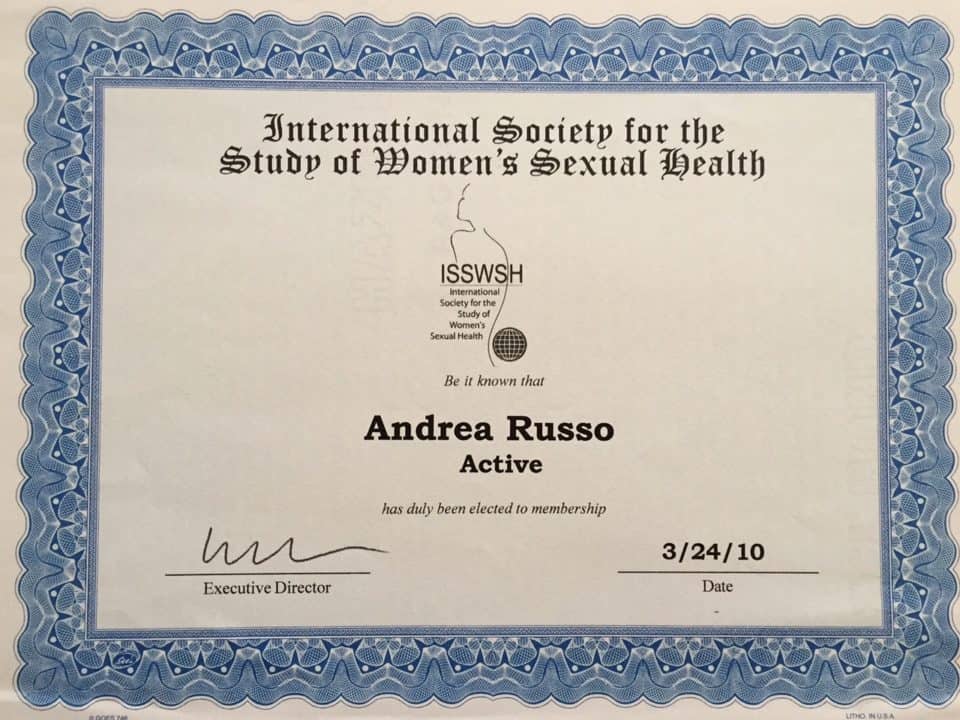 International Society for the
Study of Women's Sexual Health
ISSWSH
International
Society for the
Study of
Women's
Sexual Health
Be it known that
Andrea Russo
Active
has duly been elected to membership
3/24/10
Executive Director
Date
GOES 746
LITHO. IN U.S.A.